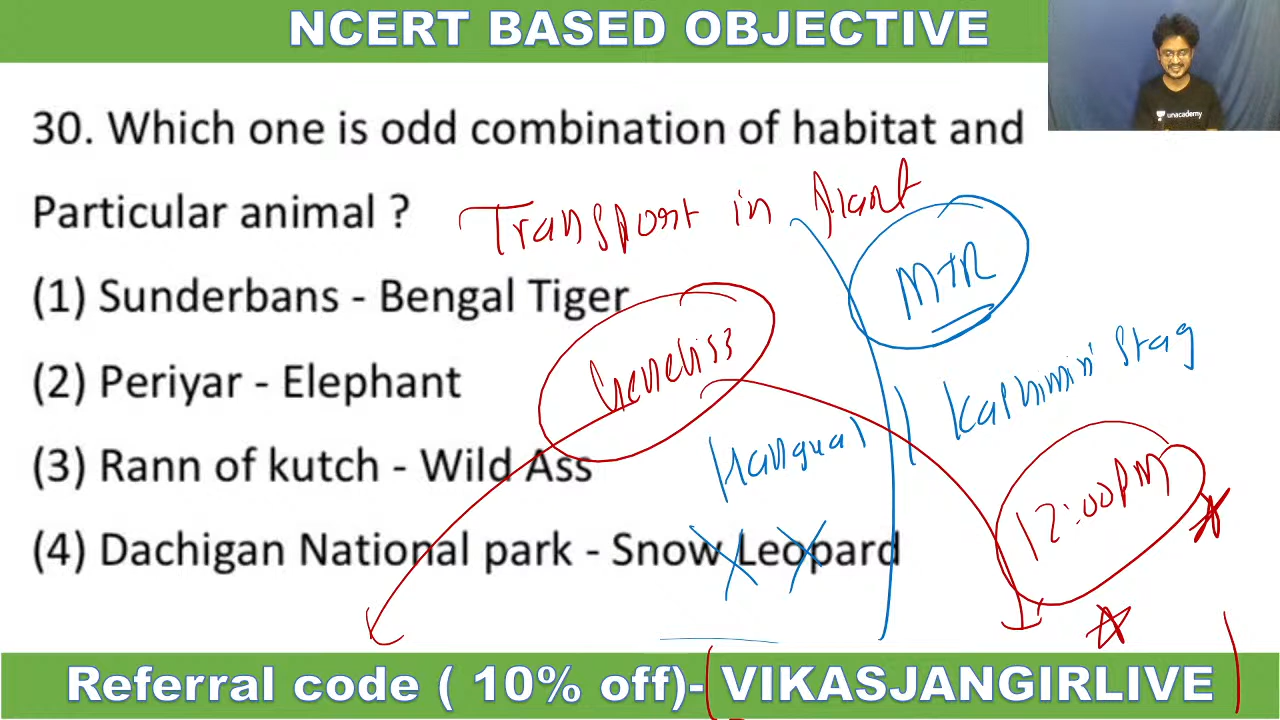 NCERT BASED OBJECTIVE
unacademy
30. Which one is odd combination of habitat and
Particular animal ?
Transport in plant
MTR
(1) Sunderbans - Bengal Tiger
Genetics
Kashmiri Stag
(2) Periyar - Elephant
Hangual
(3) Rann of kutch - Wild Ass
12:00PM
(4) Dachigan National park - Snow Leopard
Referral code ( 10% off)- VIKASJANGIRLIVE